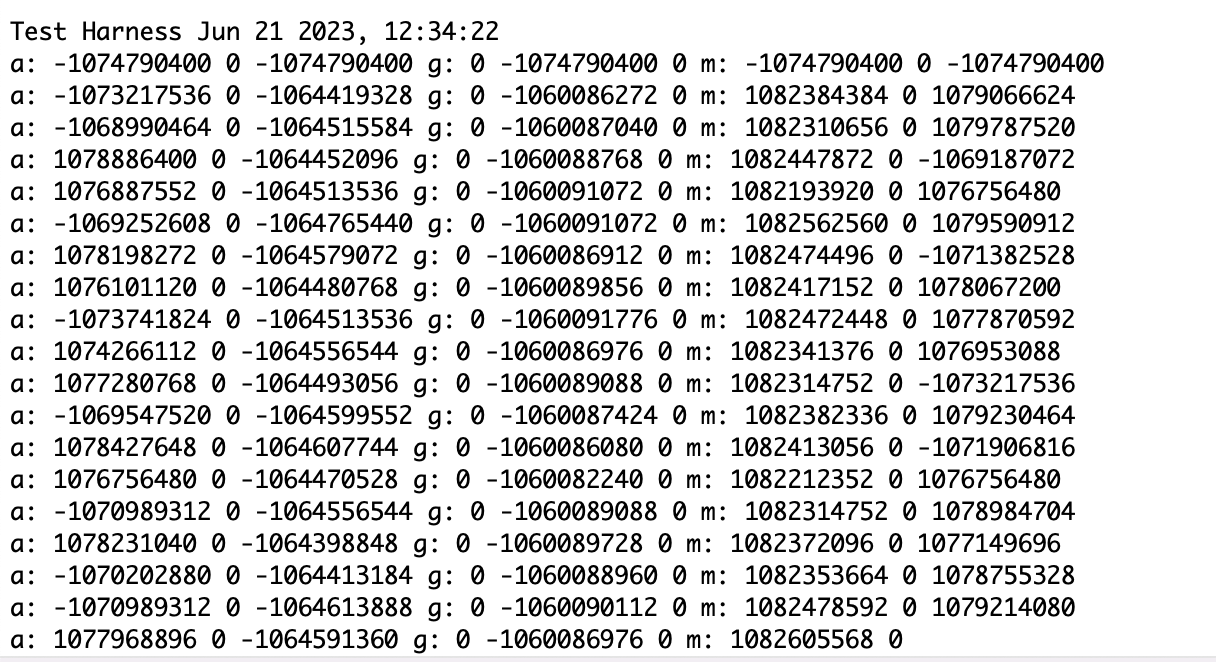 Test Harness Jun 21 2023, 12:34:22
a: -1074790400 0 -1074790400 g: 0 -1074790400 0 m: -1074790400 0 -1074790400
a: -1073217536 0 -1064419328 g: 0 -1060086272 0 m: 1082384384 0 1079066624
a: -1068990464 0 -1064515584 g: 0 -1060087040 0 m: 1082310656 0 1079787520
a: 1078886400 0 -1064452096 g: 0 -1060088768 0 m: 1082447872 0 -1069187072
a: 1076887552 0 -1064513536 g: 0 -1060091072 0 m: 1082193920 0 1076756480
a: -1069252608 0 -1064765440 g: 0 -1060091072 0 m: 1082562560 0 1079590912
a: 1078198272 0 -1064579072 g: 0 -1060086912 0 m: 1082474496 0 -1071382528
a: 1076101120 0 -1064480768 g: 0 -1060089856 0 m: 1082417152 0 1078067200
a: -1073741824 0 -1064513536 g: 0 -1060091776 0 m: 1082472448 0 1077870592
a: 1074266112 0 -1064556544 g: 0 -1060086976 0 m: 1082341376 0 1076953088
a: 1077280768 0 -1064493056 g: 0 -1060089088 0 m: 1082314752 0 -1073217536
a: -1069547520 0 -1064599552 g: 0 -1060087424 0 m: 1082382336 0 1079230464
a: 1078427648 0 -1064607744 g: 0 -1060086080 0 m: 1082413056 0 -1071906816
a: 1076756480 0 -1064470528 g: 0 -1060082240 0 m: 1082212352 0 1076756480
a: -1070989312 0 -1064556544 g: 0 -1060089088 0 m: 1082314752 0 1078984704
a: 1078231040 0 -1064398848 g: 0 -1060089728 0 m: 1082372096 0 1077149696
a: -1070202880 0 -1064413184 g: 0 -1060088960 0 m: 1082353664 0 1078755328
a: -1070989312 0 -1064613888 g: 0 -1060090112 0 m: 1082478592 0 1079214080
a: 1077968896 0 -1064591360 g: 0 -1060086976 0 m: 1082605568 0